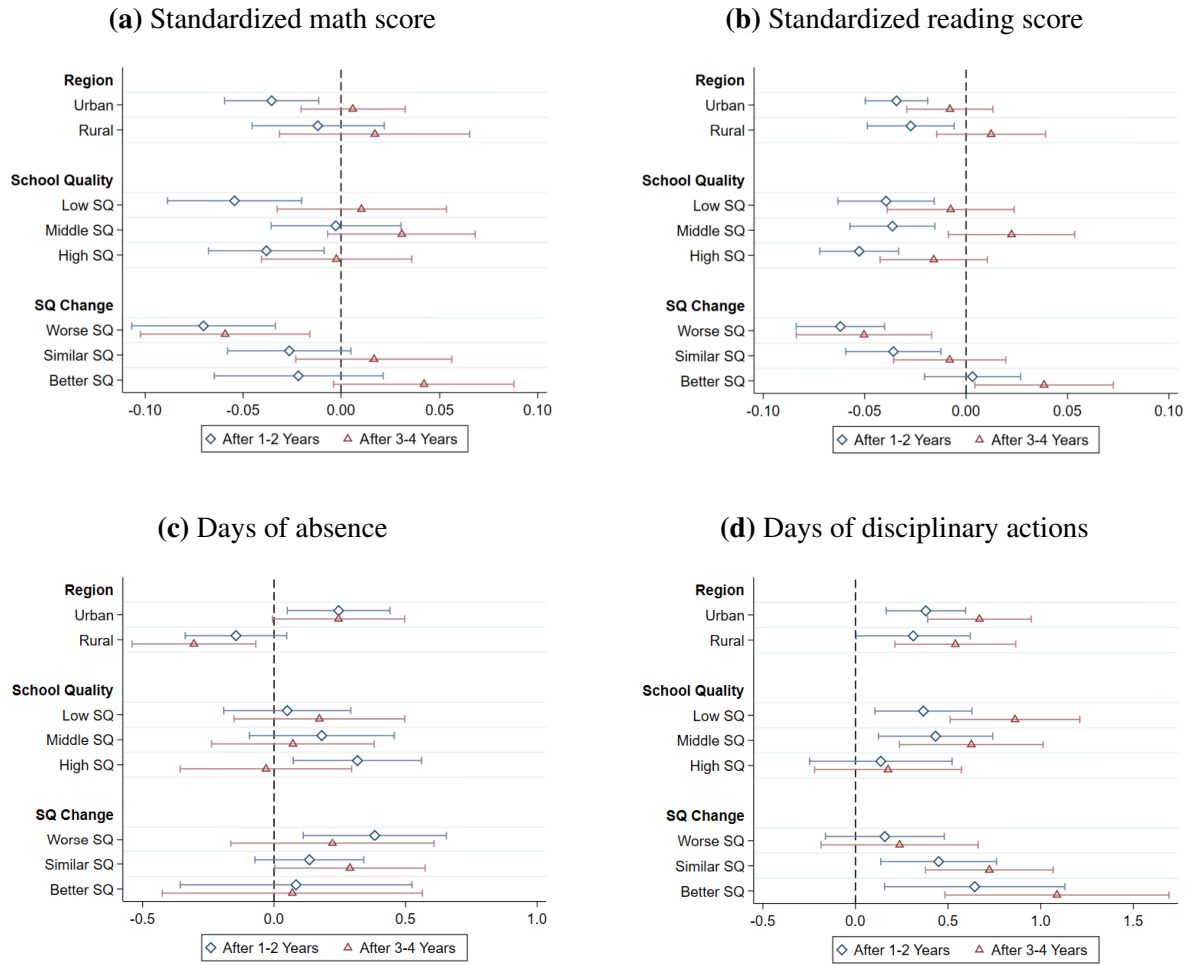 (a) Standardized math score
Region
Urban
Rural
School Quality
Low SQ
Middle SQ
High SQ
SQ Change
Worse SQ
Similar SQ
Better SQ
-0.10 -0.05 0.00 0.05 0.10
After 1-2 Years After 3-4 Years
(b) Standardized reading score
Region
Urban
Rural
School Quality
Low SQ
Middle SQ
High SQ
SQ Change
Worse SQ
Similar SQ
Better SQ
-0.10 -0.05 0.00 0.05 0.10
After 1-2 Years After 3-4 Years
(c) Days of absence
Region
Urban
Rural
School Quality
Low SQ
Middle SQ
High SQ
SQ Change
Worse SQ
Similar SQ
Better SQ
-0.5 0.0 0.5 1.0
After 1-2 Years After 3-4 Years
(d) Days of disciplinary actions
Region
Urban
Rural
School Quality
Low SQ
Middle SQ
High SQ
SQ Change
Worse SQ
Similar SQ
Better SQ
-0.5 0.0 0.5 1.0 1.5
After 1-2 Years After 3-4 Years